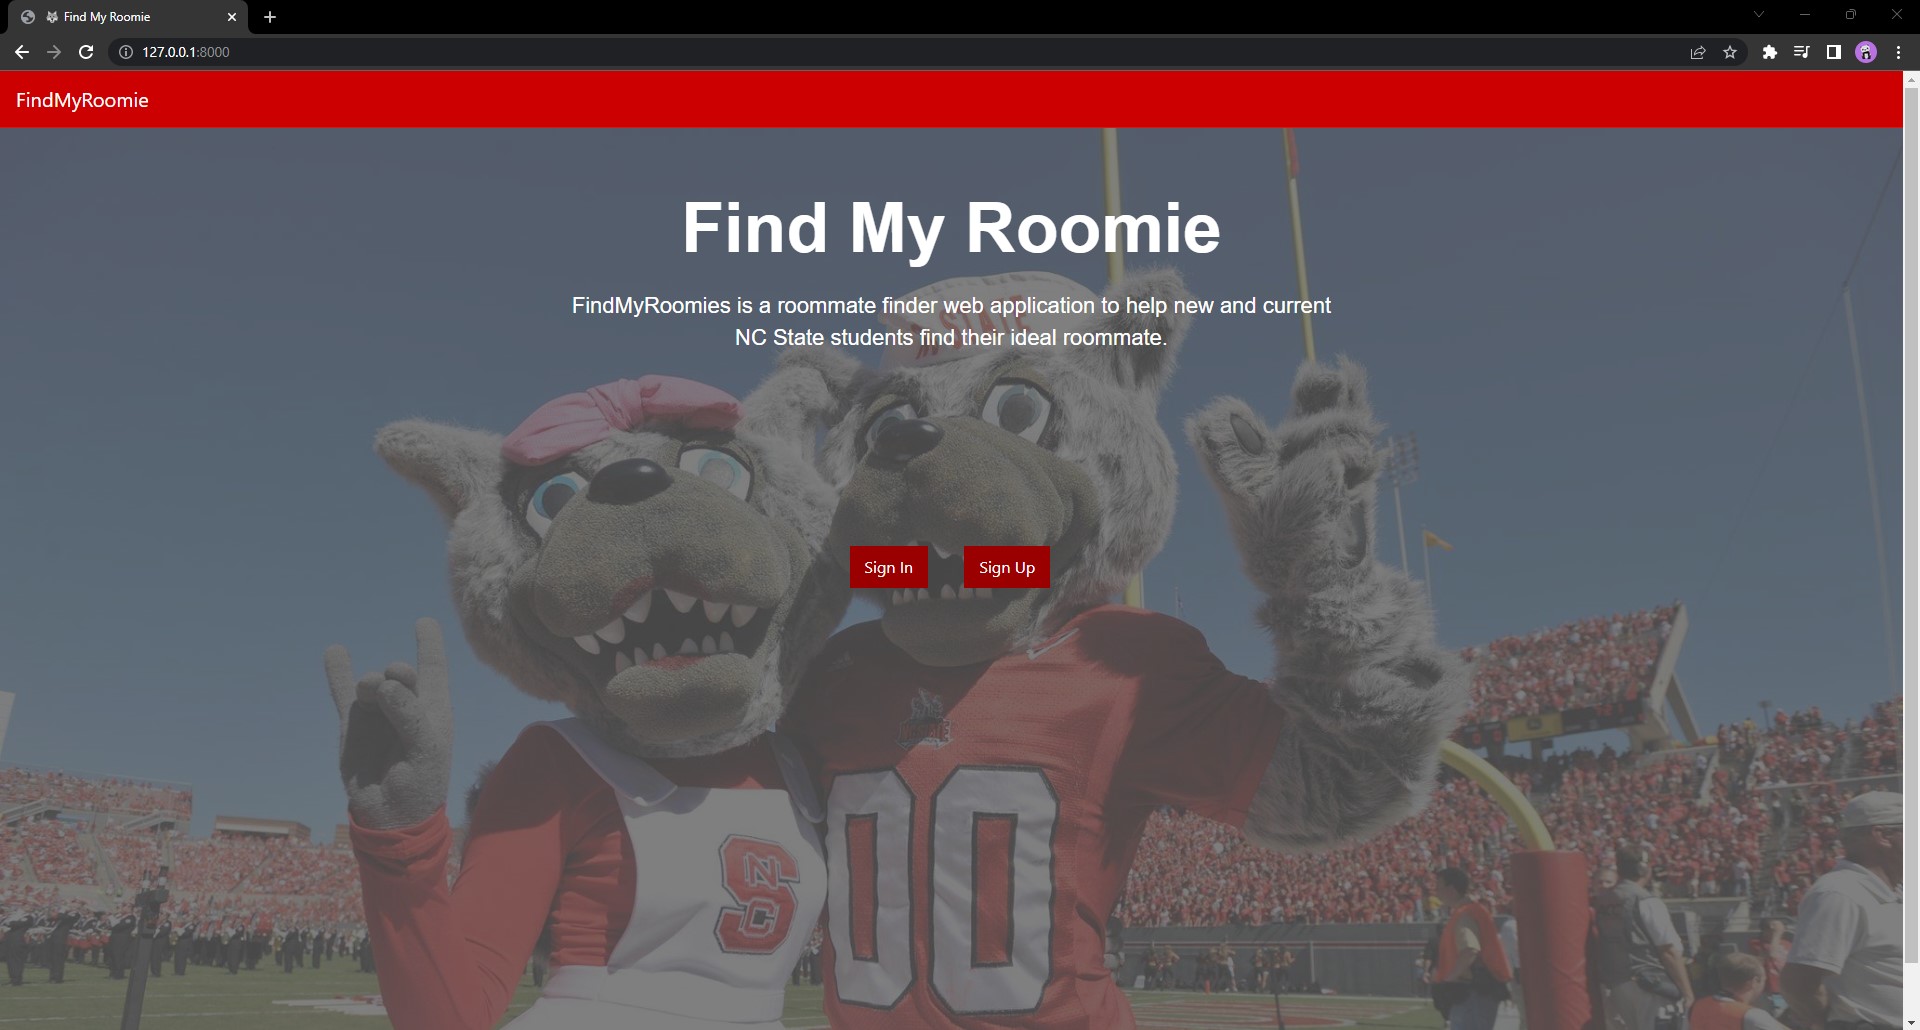 Find My Roomie
127.0.0.1:8000
FindMyRoomie
Find My Roomie
FindMyRoomies is a roommate finder web application to help new and current
NC State students find their ideal roommate.
Sign In
Sign Up
NCS
00